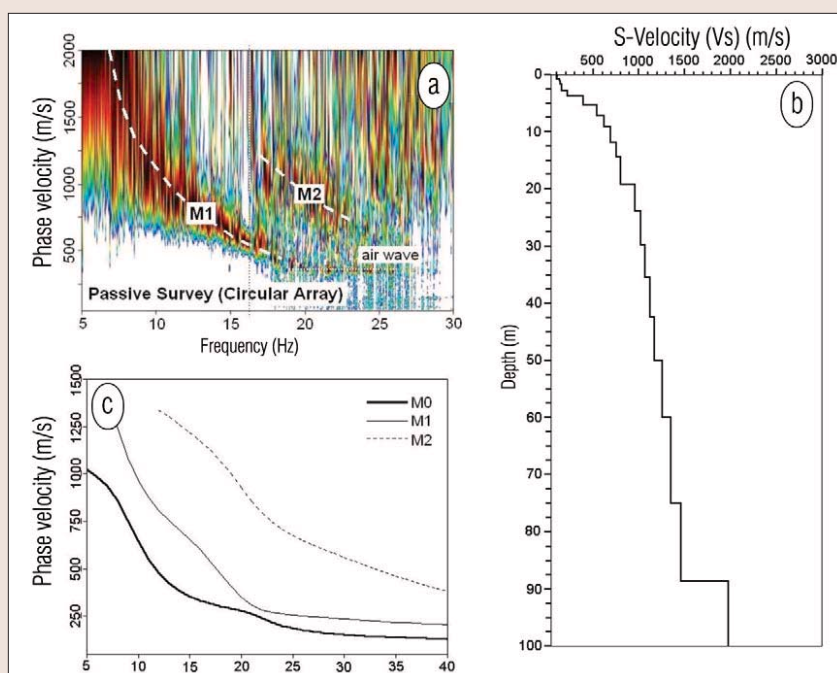 2000
1500
1000
500
Phase velocity (m/s)
a
M1
M2
air wave
Passive Survey (Circular Array)
5 10 15 20 25 30
Frequency (Hz)
S-Velocity (Vs) (m/s)
500 1000 1500 2000 3000
b
0
10
20
30
40
50
60
70
80
90
100
Depth (m)
1500
1250
1000
750
500
250
Phase velocity (m/s)
c
M0
M1
M2
5 10 15 20 25 30 35 40